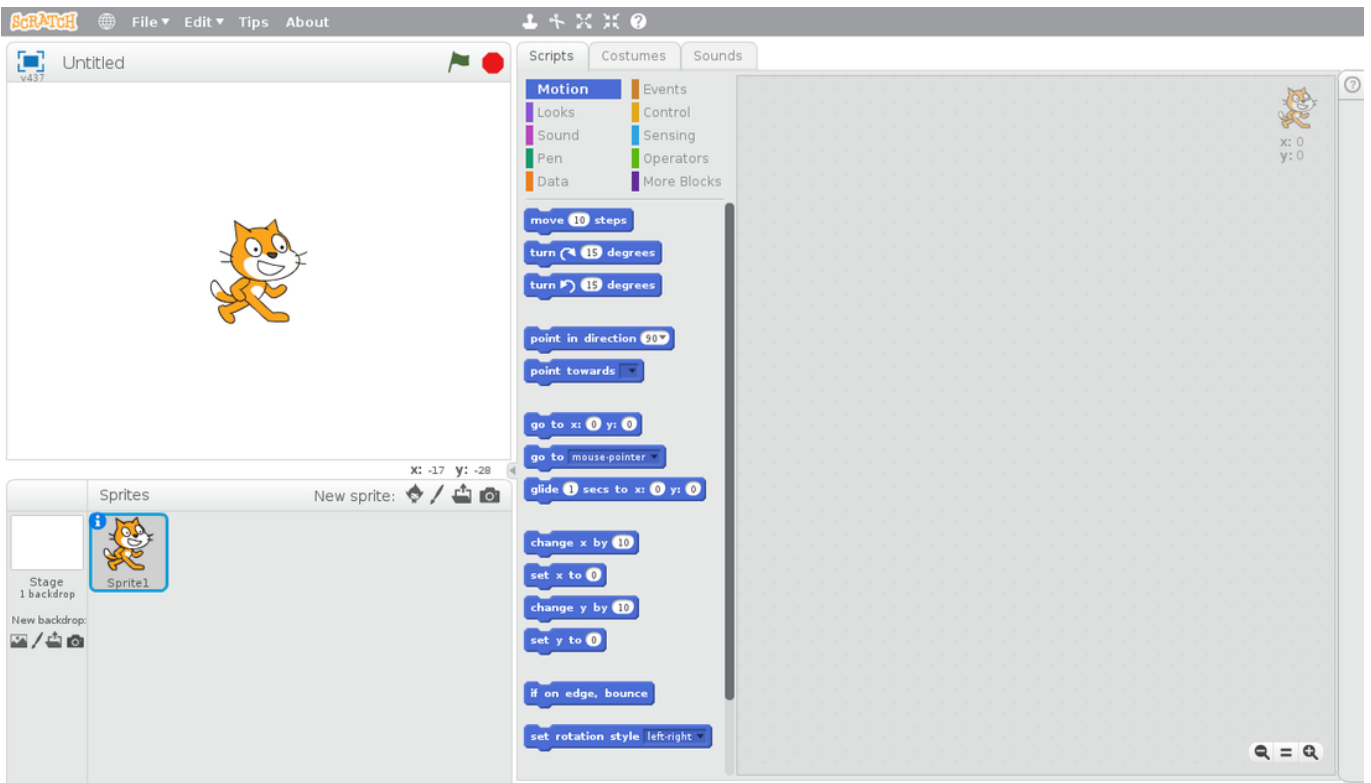 SCRATCH File Edit Tips About
v437 Untitled
Scripts Costumes Sounds
Motion Events
Looks Control
Sound Sensing
Pen Operators
Data More Blocks
move 10 steps
turn 15 degrees
turn 15 degrees
point in direction 90
point towards
go to x: 0 y: 0
go to mouse-pointer
glide 1 secs to x: 0 y: 0
change x by 10
set x to 0
change y by 10
set y to 0
if on edge, bounce
set rotation style left-right
x: 0
y: 0
x: -17 y: -28
Sprites New sprite:
Stage
1 backdrop
New backdrop:
Sprite1